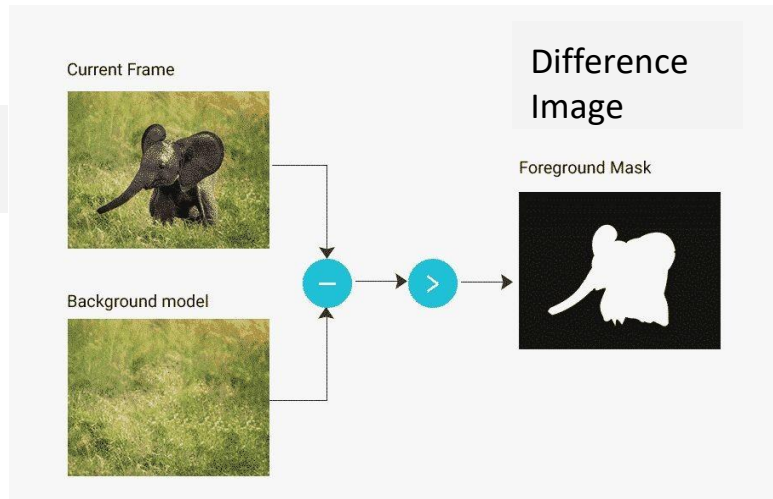 Current Frame
Difference
Image
Foreground Mask
−
>
Background model